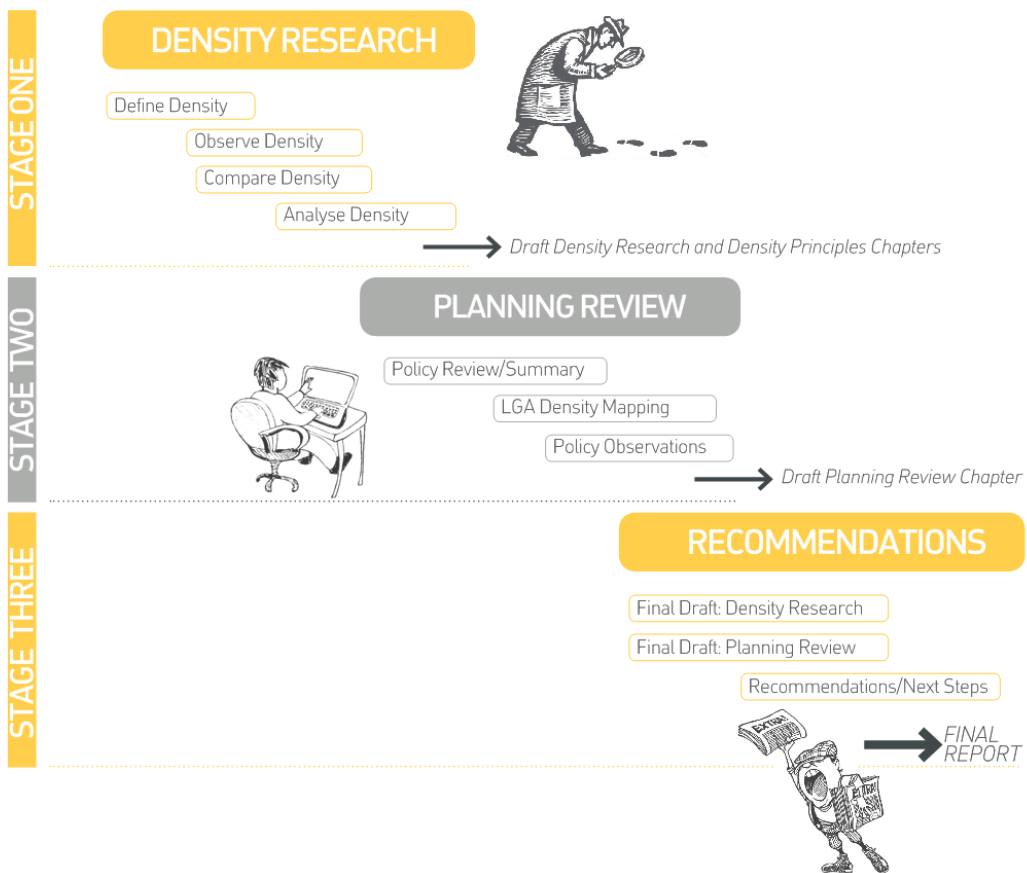 STAGE ONE
DENSITY RESEARCH
Define Density
Observe Density
Compare Density
Analyse Density
Draft Density Research and Density Principles Chapters
STAGE TWO
PLANNING REVIEW
Policy Review/Summary
LGA Density Mapping
Policy Observations
Draft Planning Review Chapter
STAGE THREE
RECOMMENDATIONS
Final Draft: Density Research
Final Draft: Planning Review
Recommendations/Next Steps
EXTRA!
FINAL
REPORT
EXTRA!